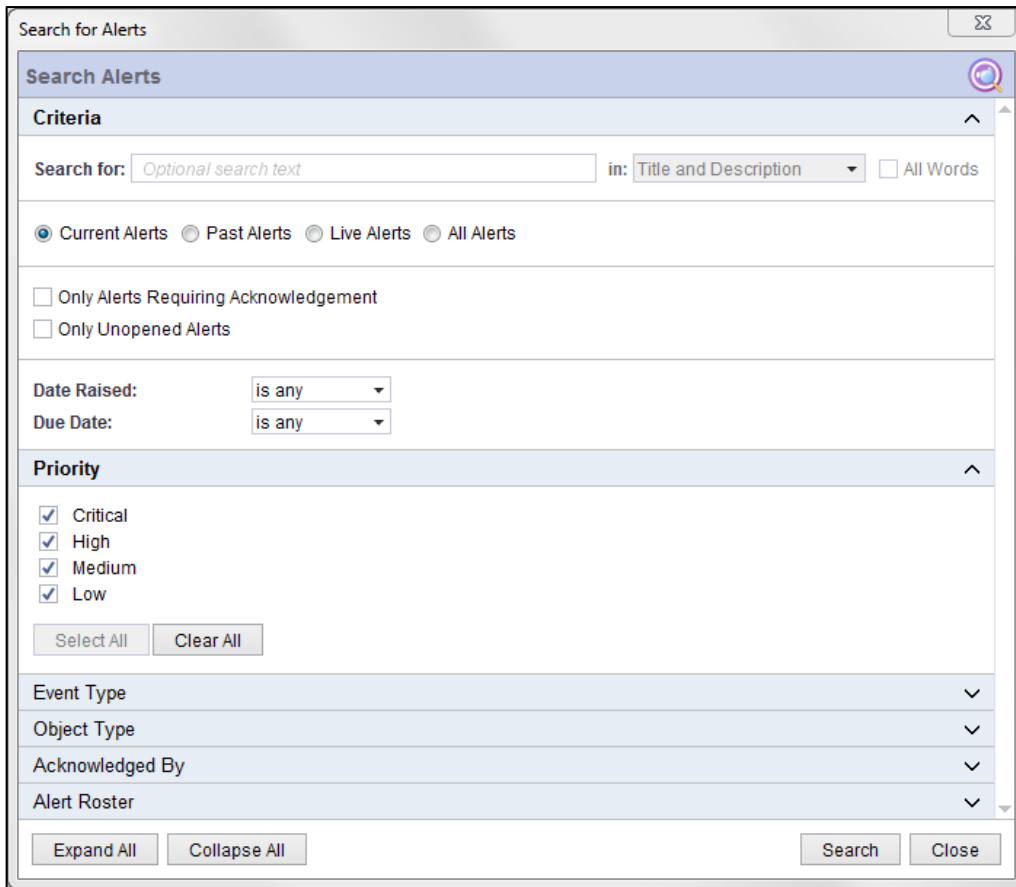 Search for Alerts
Search Alerts
Criteria
Search for: Optional search text in: Title and Description All Words
Current Alerts Past Alerts Live Alerts All Alerts
Only Alerts Requiring Acknowledgement
Only Unopened Alerts
Date Raised: is any
Due Date: is any
Priority
Critical
High
Medium
Low
Select All Clear All
Event Type
Object Type
Acknowledged By
Alert Roster
Expand All Collapse All Search Close